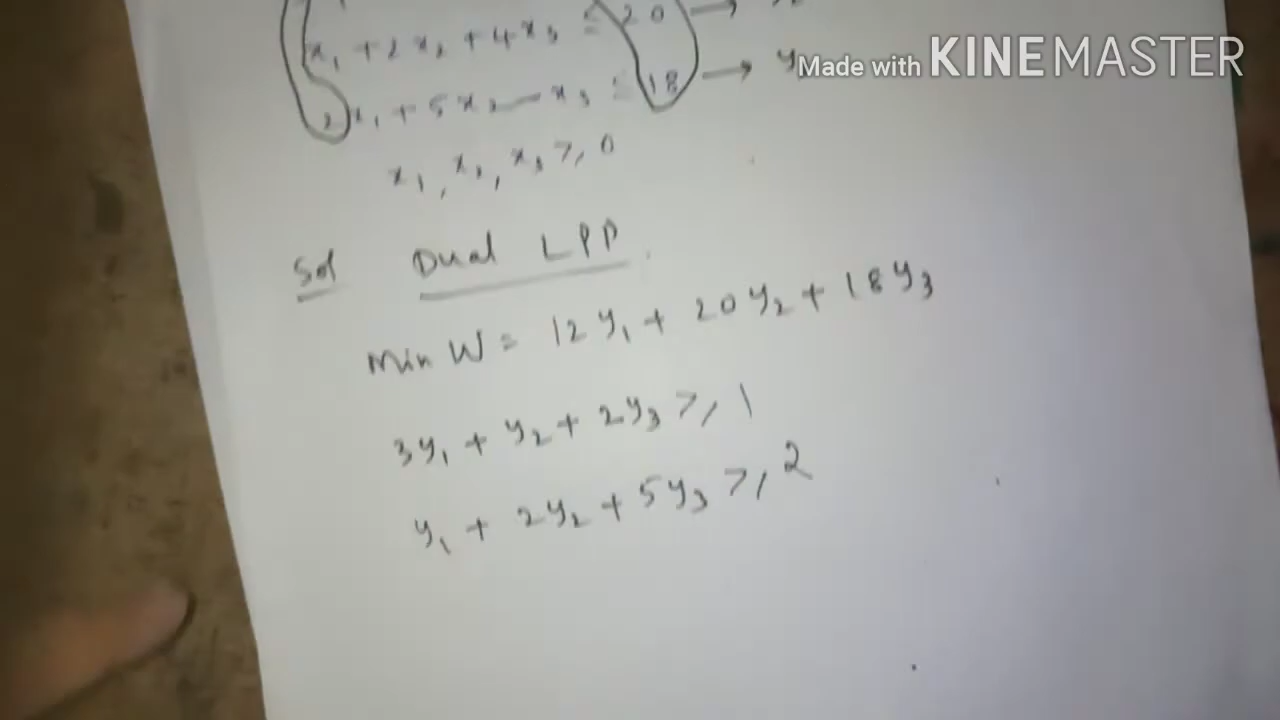 x₁ + 2x₂ + 4x₃ ≤ 20 →
2x₁ + 5x₂ - x₃ ≤ 18 → y
Made with KINEMASTER
x₁, x₂, x₃ ≥ 0
Sol Dual LPP.
Min W = 12y₁ + 20y₂ + 18y₃
3y₁ + y₂ + 2y₃ ≥ 1
y₁ + 2y₂ + 5y₃ ≥ 2